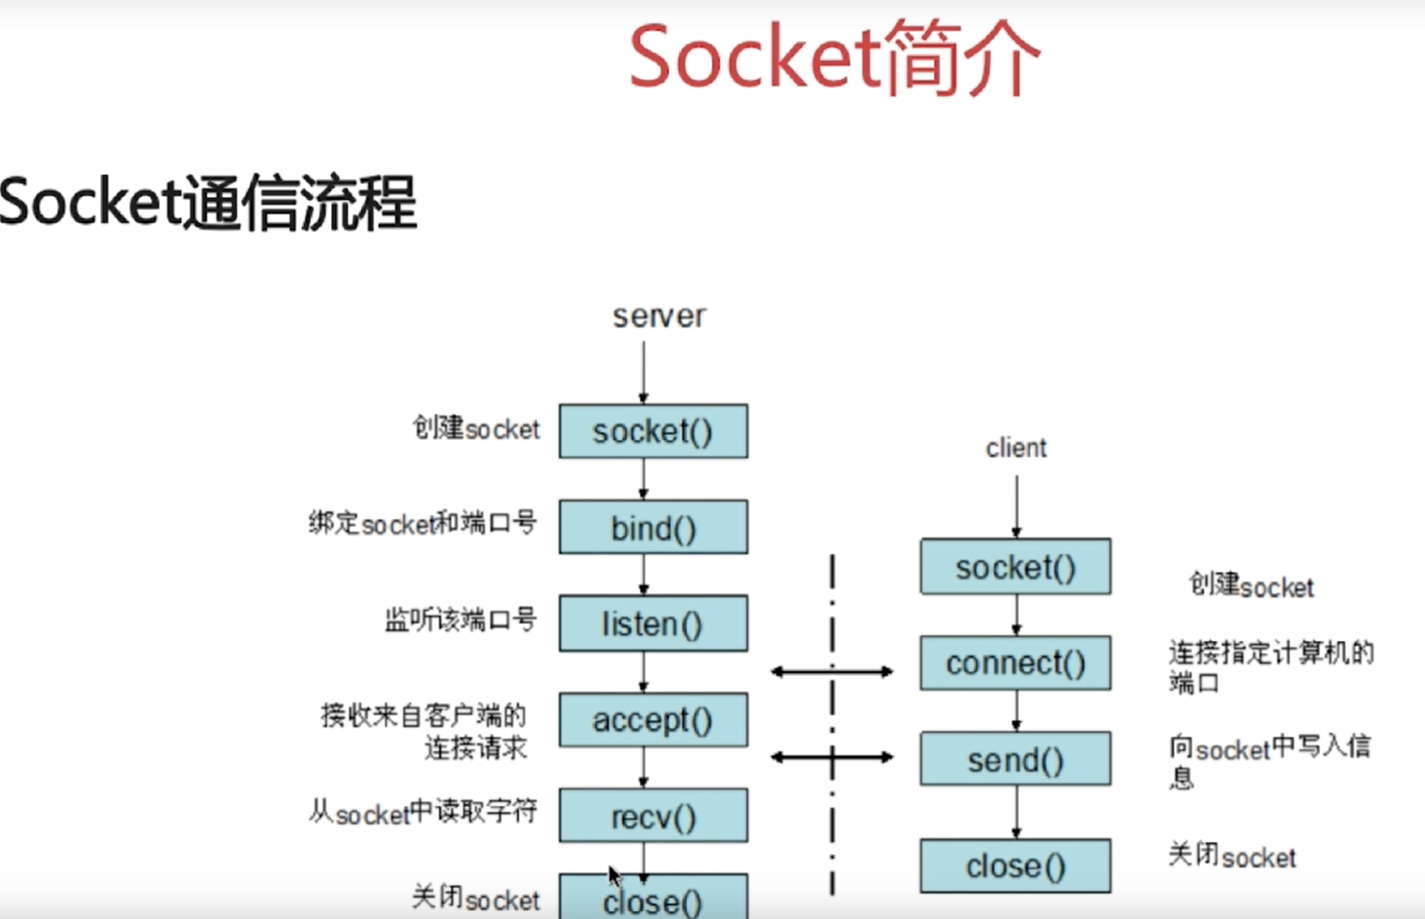 Socket简介
Socket通信流程
server
创建socket
socket()
绑定socket和端口号
bind()
监听该端口号
listen()
接收来自客户端的
连接请求
accept()
从socket中读取字符
recv()
关闭socket
close()
client
socket()
创建socket
connect()
连接指定计算机的
端口
send()
向socket中写入信
息
close()
关闭socket